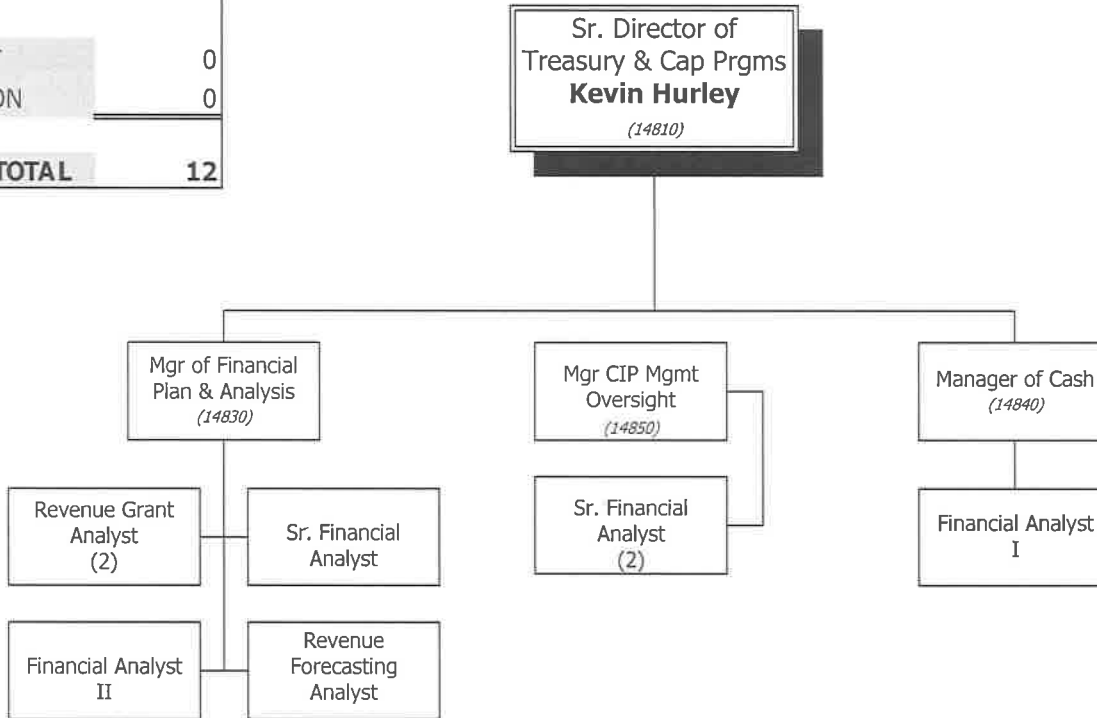 0
ON 0
TOTAL 12
Sr. Director of
Treasury & Cap Prgms
Kevin Hurley
(14810)
Mgr of Financial
Plan & Analysis
(14830)
Mgr CIP Mgmt
Oversight
(14850)
Manager of Cash
(14840)
Revenue Grant
Analyst
(2)
Sr. Financial
Analyst
Sr. Financial
Analyst
(2)
Financial Analyst
I
Financial Analyst
II
Revenue
Forecasting
Analyst